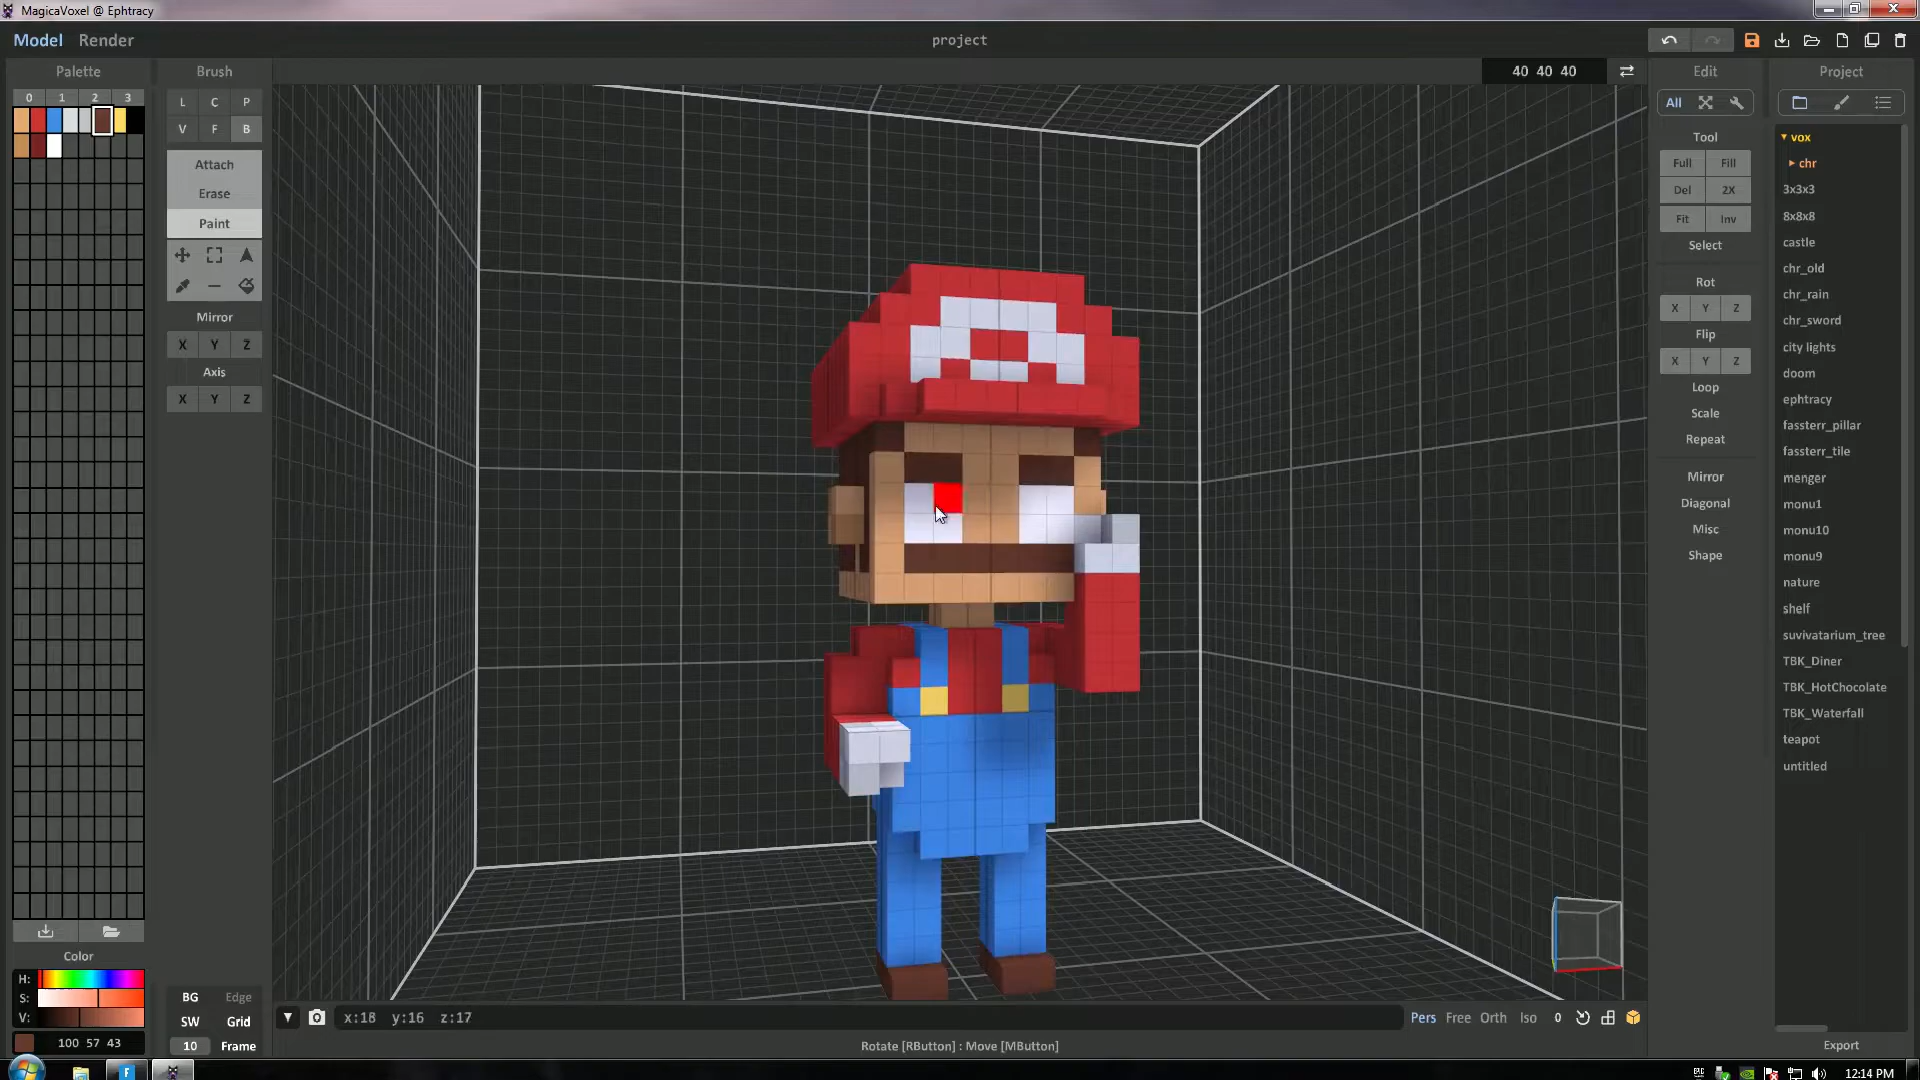 MagicaVoxel @ Ephtracy
Model Render
project
Palette
0 1 2 3
Brush
L C P
V F B
Attach
Erase
Paint
Mirror
X Y Z
Axis
X Y Z
40 40 40
Edit
All
Tool
Full Fill
Del 2X
Fit Inv
Select
Rot
X Y Z
Flip
X Y Z
Loop
Scale
Repeat
Mirror
Diagonal
Misc
Shape
Project
vox
chr
3x3x3
8x8x8
castle
chr_old
chr_rain
chr_sword
city lights
doom
ephtracy
fassterr_pillar
fassterr_tile
menger
monu1
monu10
monu9
nature
shelf
suvivatarium_tree
TBK_Diner
TBK_HotChocolate
TBK_Waterfall
teapot
untitled
Export
Color
H:
S:
V:
100 57 43
BG Edge
SW Grid
10 Frame
x:18 y:16 z:17
Pers Free Orth Iso 0
Rotate [RButton] : Move [MButton]
12:14 PM